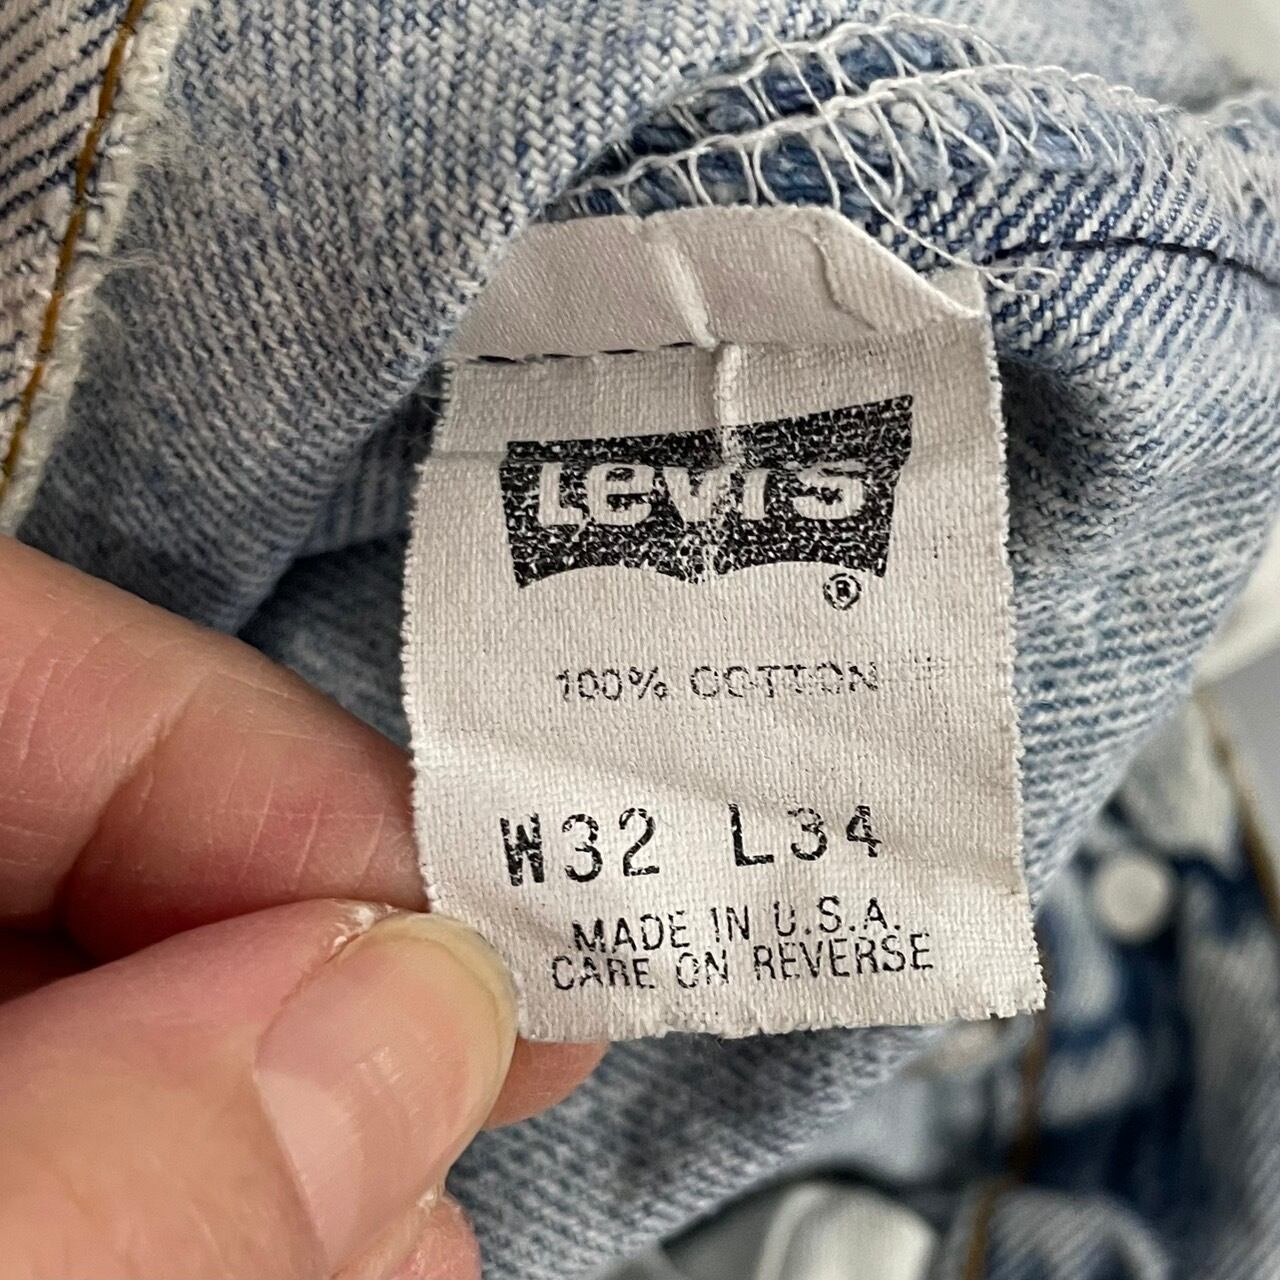 Levi's
®
100% COTTON
W32 L34
MADE IN U.S.A.
CARE ON REVERSE